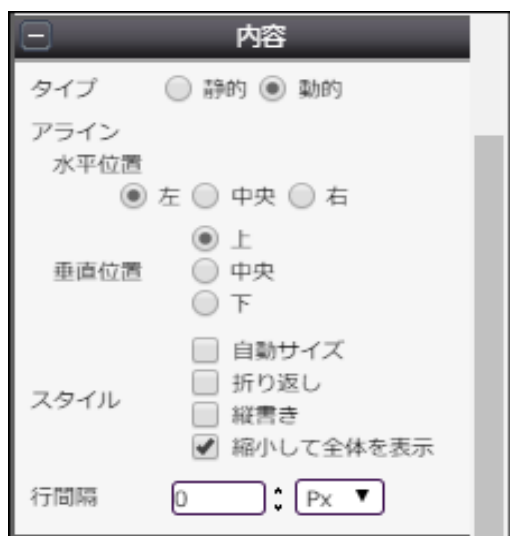 内容
タイプ 静的 動的
アライン
水平位置
左 中央 右
上
垂直位置 中央
下
自動サイズ
折り返し
スタイル 縦書き
縮小して全体を表示
行間隔 0 Px